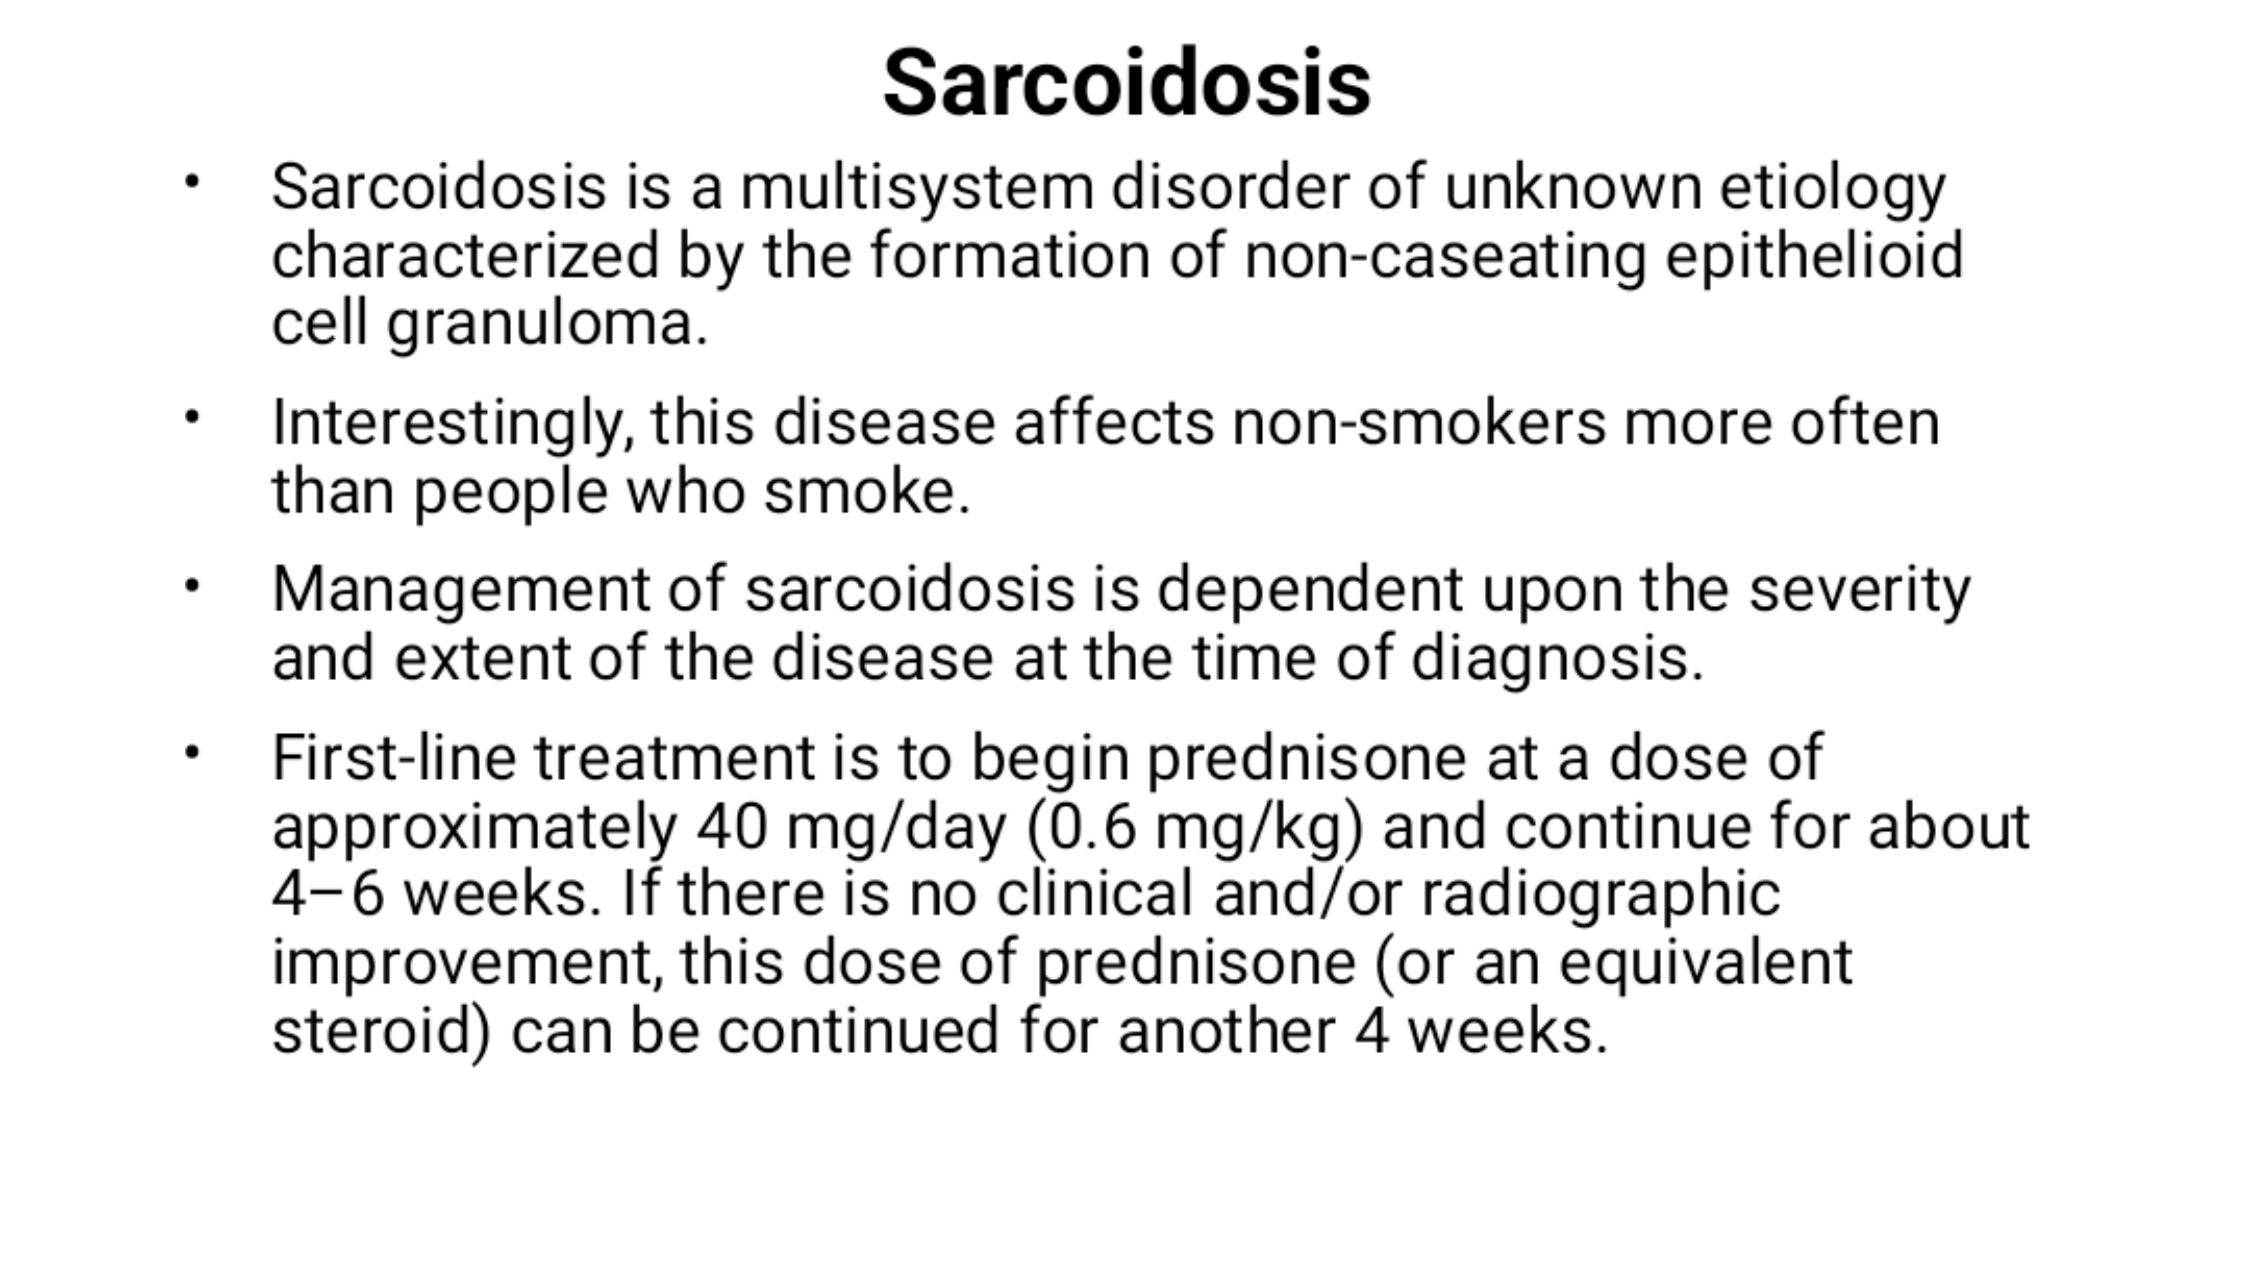 Sarcoidosis
• Sarcoidosis is a multisystem disorder of unknown etiology
characterized by the formation of non-caseating epithelioid
cell granuloma.
• Interestingly, this disease affects non-smokers more often
than people who smoke.
• Management of sarcoidosis is dependent upon the severity
and extent of the disease at the time of diagnosis.
• First-line treatment is to begin prednisone at a dose of
approximately 40 mg/day (0.6 mg/kg) and continue for about
4–6 weeks. If there is no clinical and/or radiographic
improvement, this dose of prednisone (or an equivalent
steroid) can be continued for another 4 weeks.